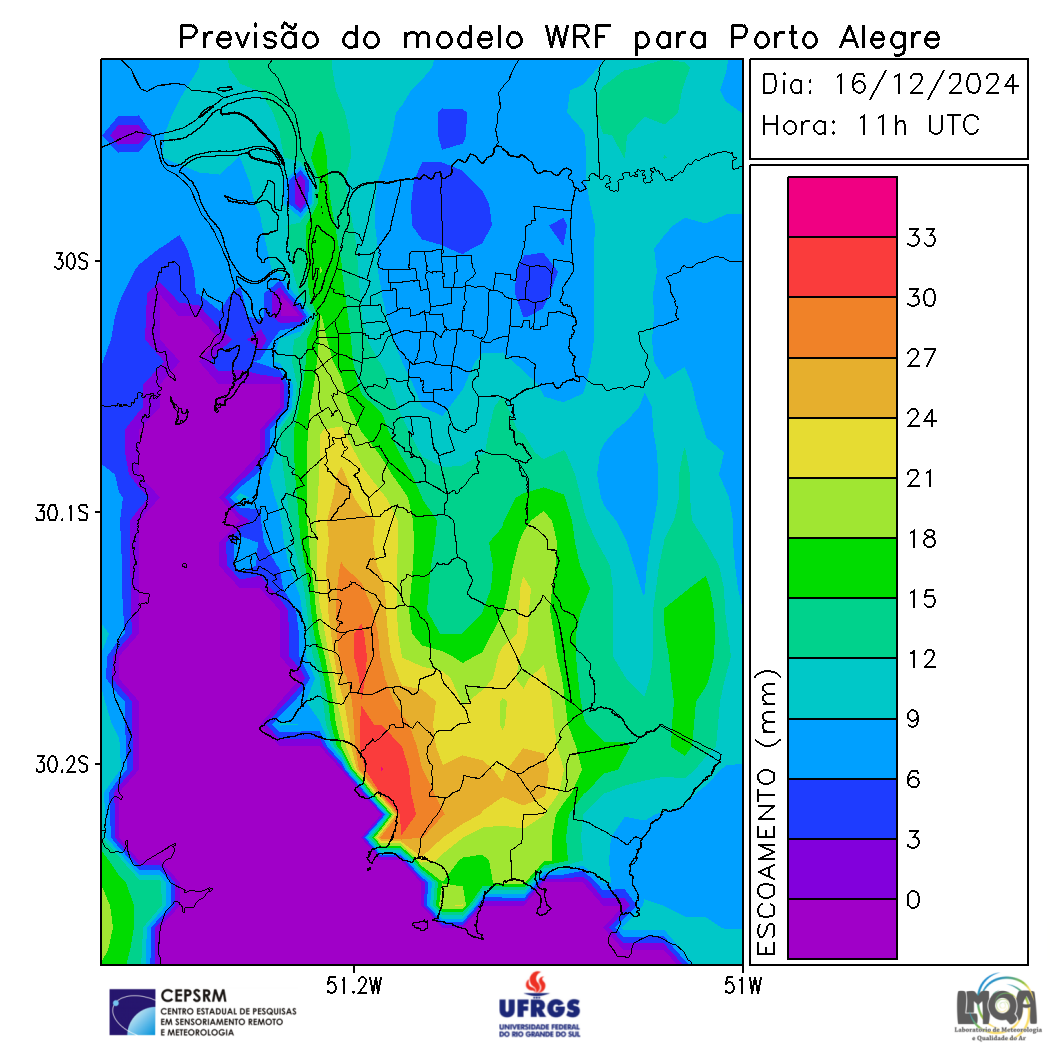 Previsão do modelo WRF para Porto Alegre
Dia: 16/12/2024
Hora: 11h UTC
30S
30.1S
30.2S
51.2W
51W
ESCOAMENTO (mm)
33
30
27
24
21
18
15
12
9
6
3
0
CEPSRM
CENTRO ESTADUAL DE PESQUISAS
EM SENSORIAMENTO REMOTO
E METEOROLOGIA
UFRGS
UNIVERSIDADE FEDERAL
DO RIO GRANDE DO SUL
LMQA
Laboratório de Meteorologia
e Qualidade do Ar